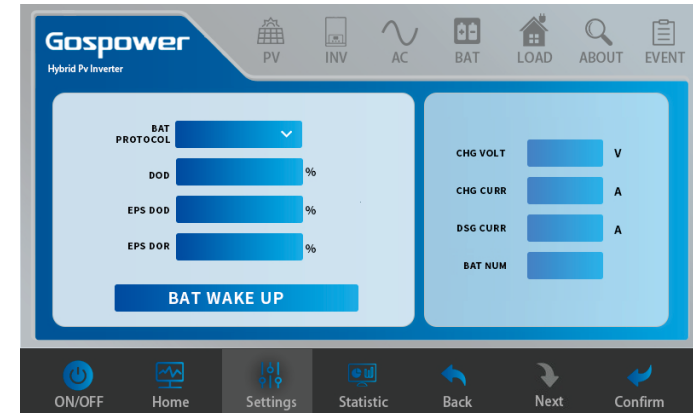 Gospower
Hybrid Pv Inverter
PV INV AC BAT LOAD ABOUT EVENT
BAT
PROTOCOL
DOD %
EPS DOD %
EPS DOR %
BAT WAKE UP
CHG VOLT V
CHG CURR A
DSG CURR A
BAT NUM
ON/OFF Home Settings Statistic Back Next Confirm